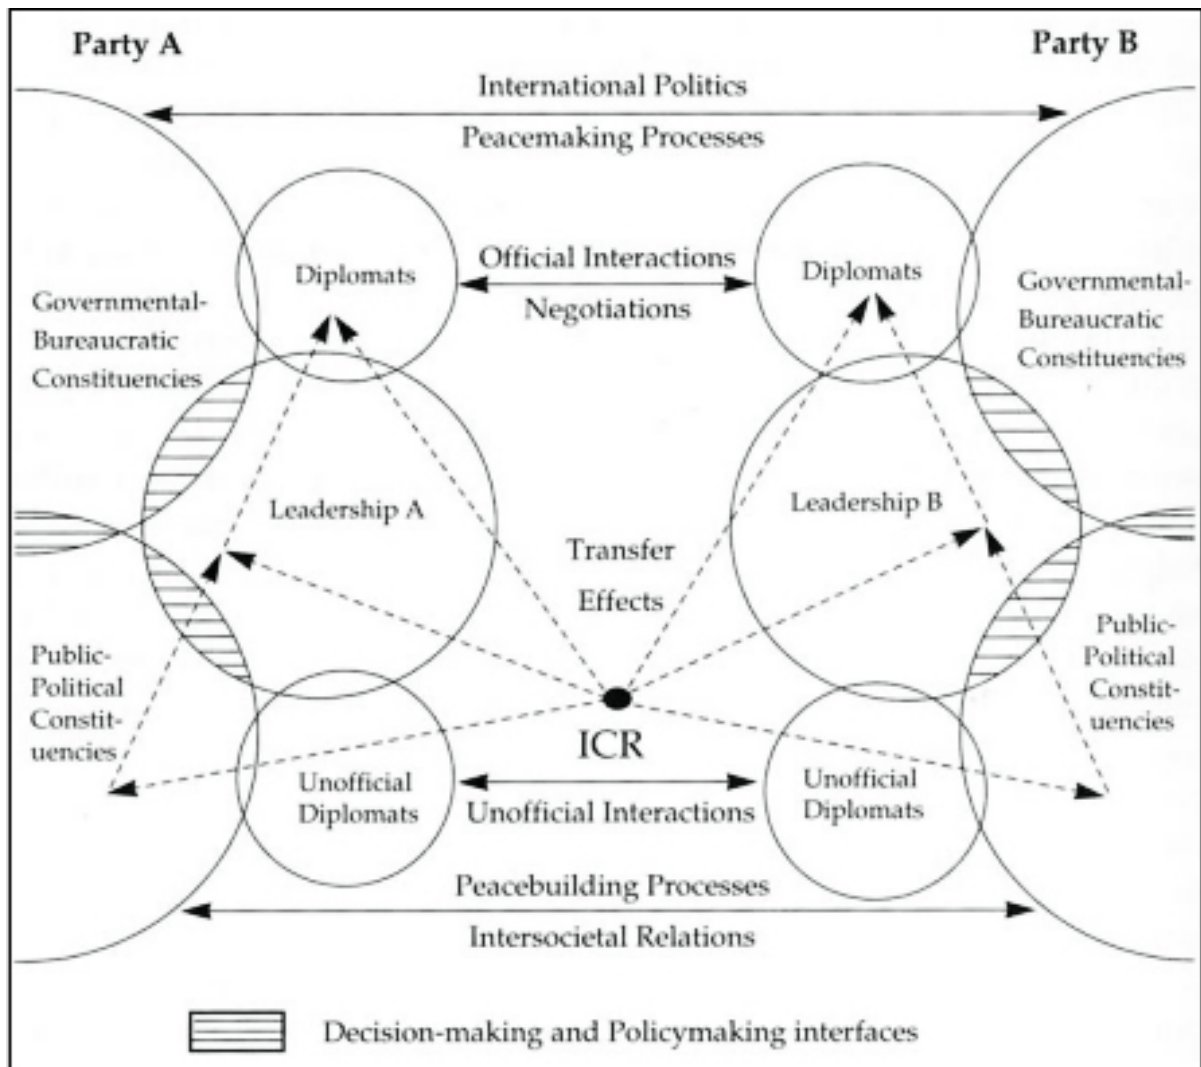 Party A
Party B
International Politics
Peacemaking Processes
Diplomats
Official Interactions
Negotiations
Diplomats
Governmental-
Bureaucratic
Constituencies
Governmental-
Bureaucratic
Constituencies
Leadership A
Leadership B
Transfer
Effects
Public-
Political
Constit-
uencies
Public-
Political
Constit-
uencies
ICR
Unofficial
Diplomats
Unofficial Interactions
Unofficial
Diplomats
Peacebuilding Processes
Intersocietal Relations
Decision-making and Policymaking interfaces